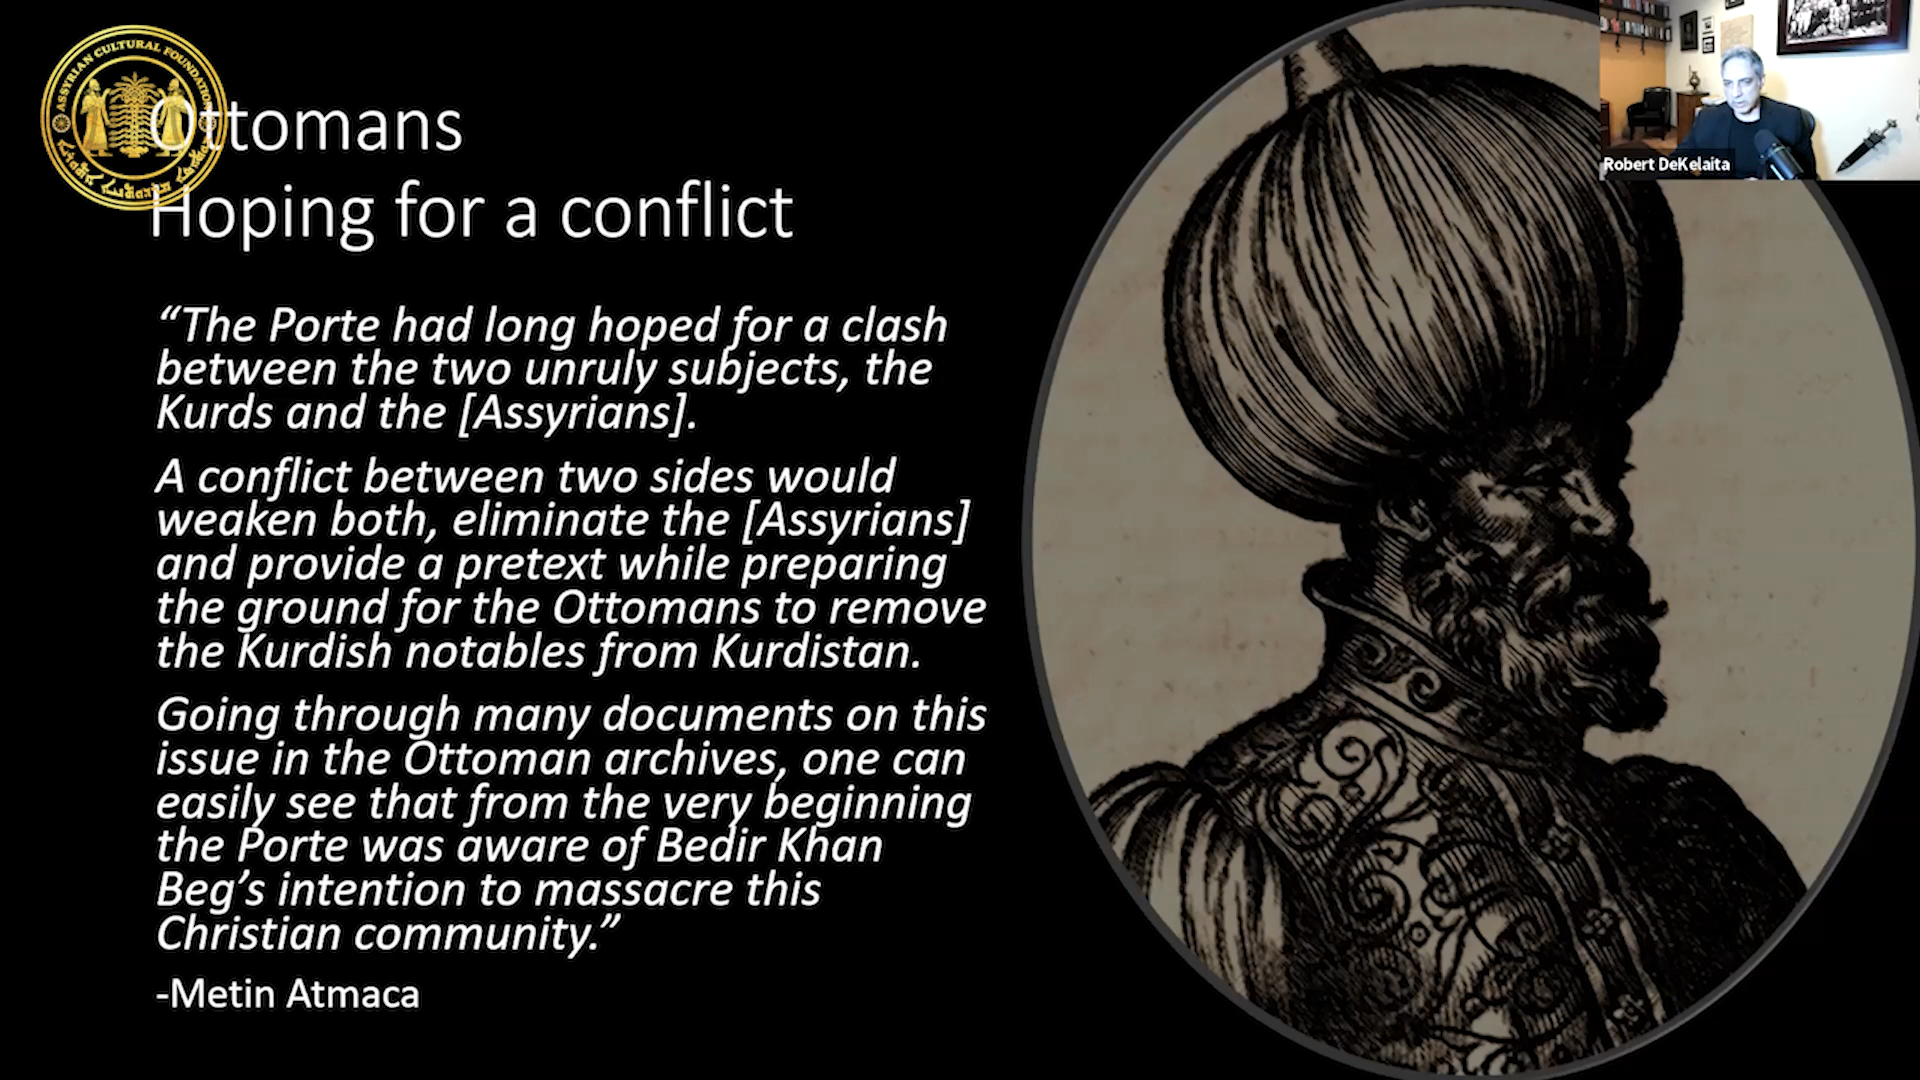 ASSYRIAN CULTURAL FOUNDATION
Ottomans
Hoping for a conflict
“The Porte had long hoped for a clash
between the two unruly subjects, the
Kurds and the [Assyrians].
A conflict between two sides would
weaken both, eliminate the [Assyrians]
and provide a pretext while preparing
the ground for the Ottomans to remove
the Kurdish notables from Kurdistan.
Going through many documents on this
issue in the Ottoman archives, one can
easily see that from the very beginning
the Porte was aware of Bedir Khan
Beg’s intention to massacre this
Christian community.”
-Metin Atmaca
Robert DeKelaita